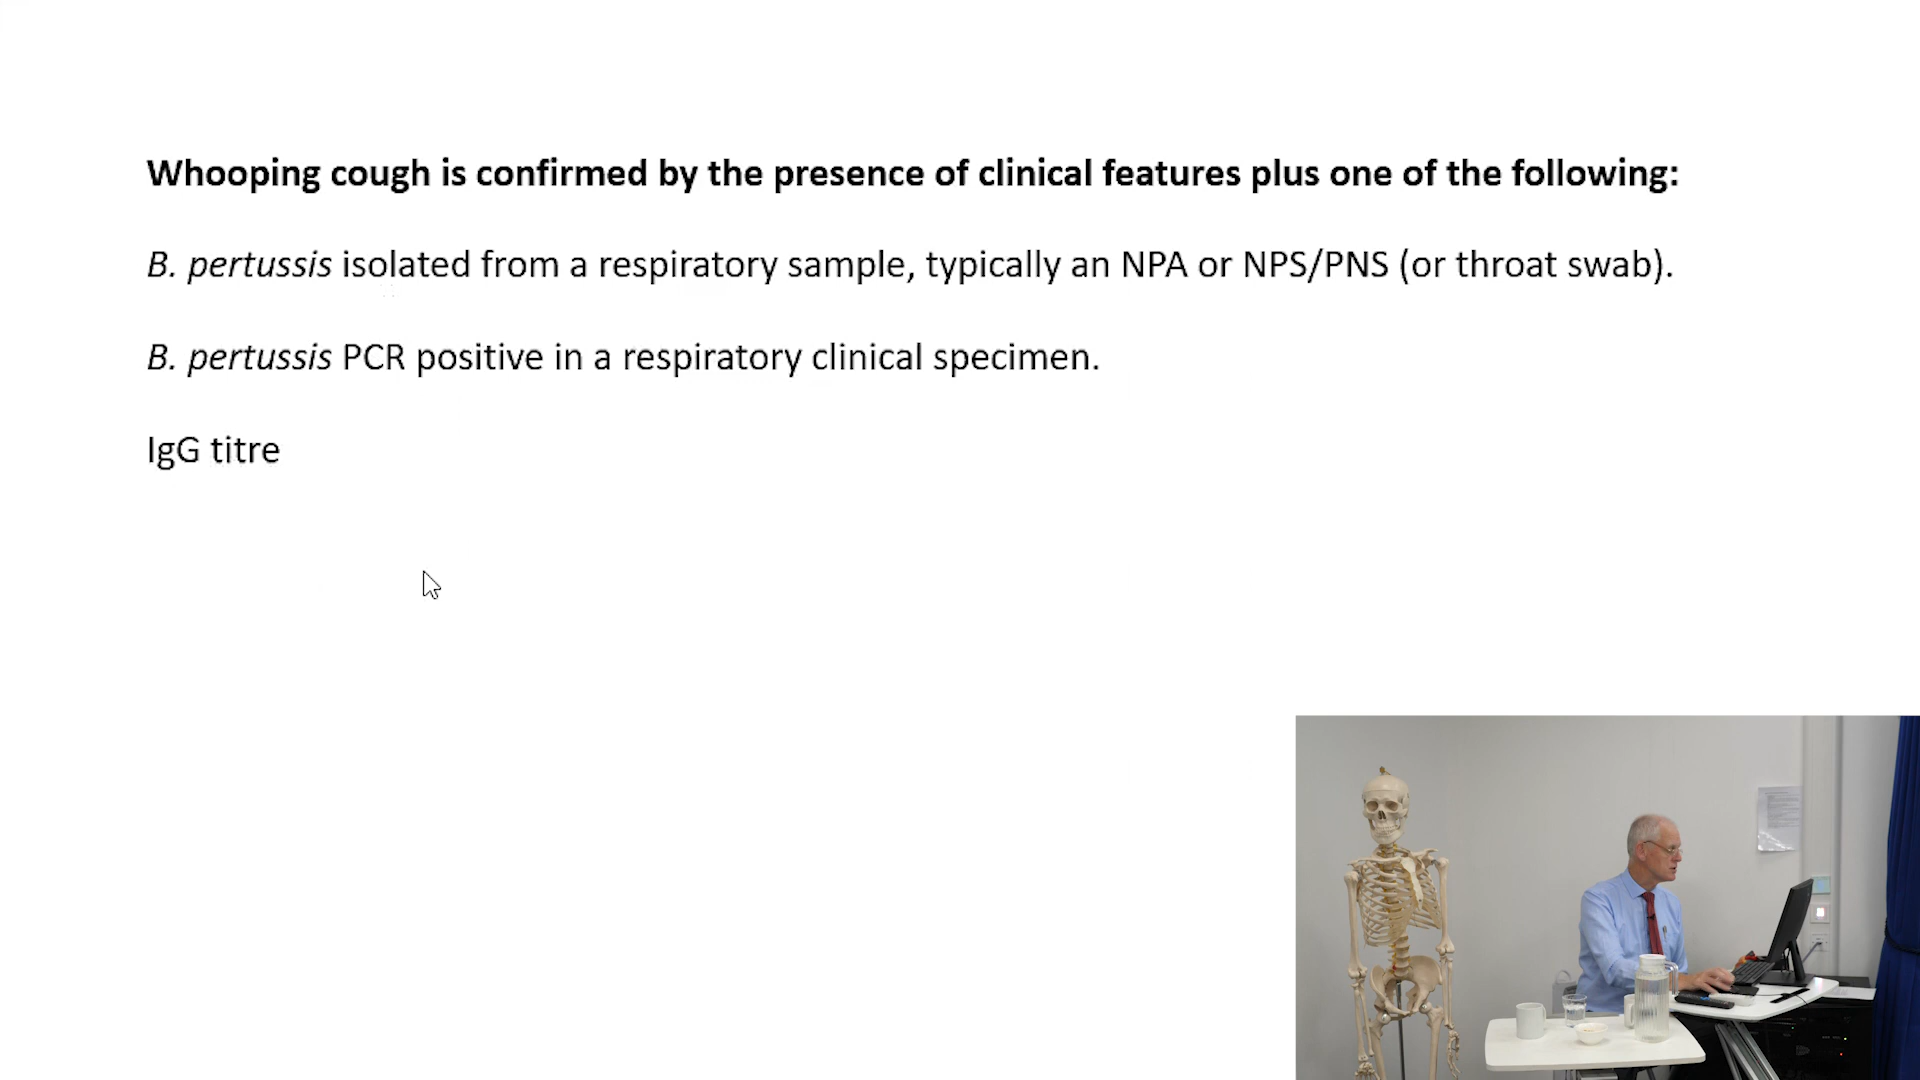 Whooping cough is confirmed by the presence of clinical features plus one of the following:
B. pertussis isolated from a respiratory sample, typically an NPA or NPS/PNS (or throat swab).
B. pertussis PCR positive in a respiratory clinical specimen.
IgG titre